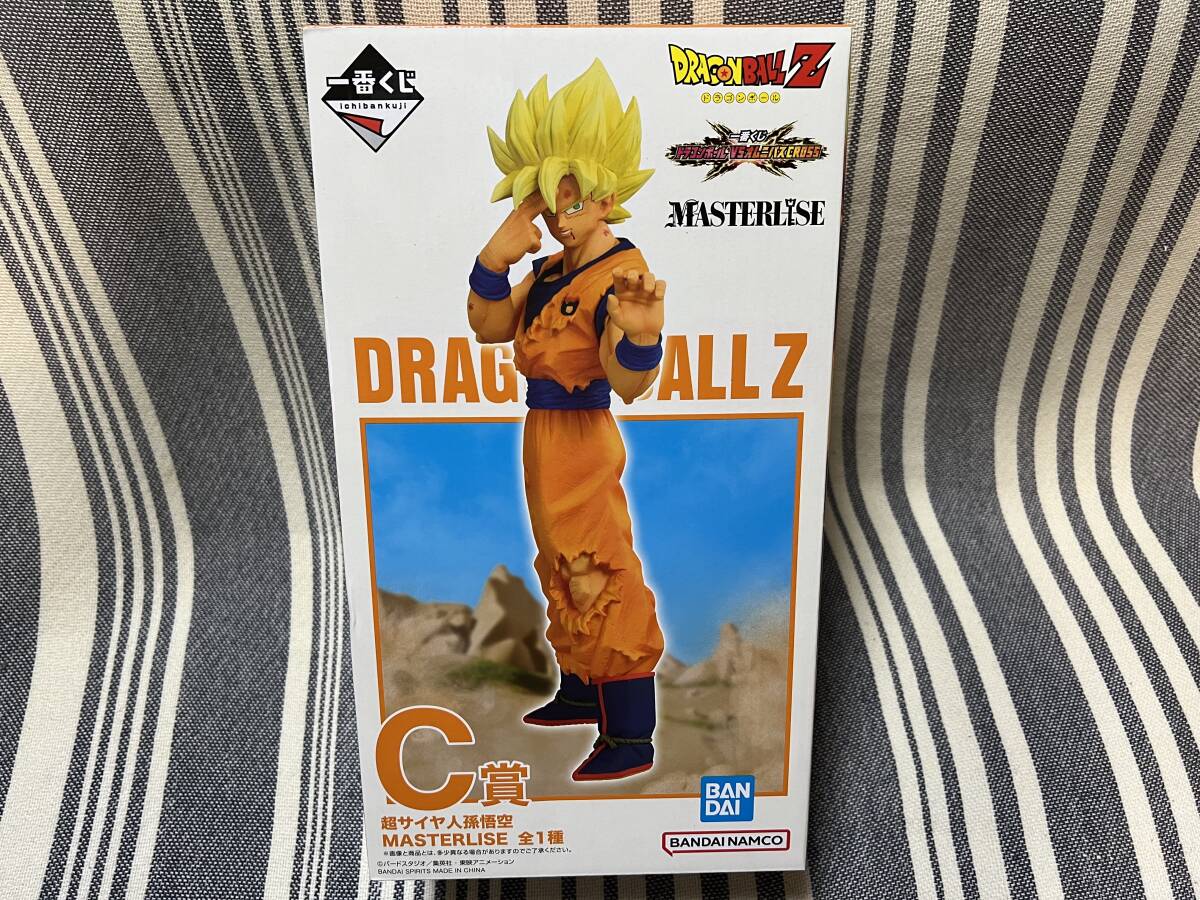 一番くじ
ichibankuji
DRAGONBALL Z
ドラゴンボール
一番くじ
ドラゴンボール VSオムニバスCROSS
MASTERLISE
DRAG BALL Z
C賞
超サイヤ人孫悟空
MASTERLISE 全1種
※画像と商品とは、多少異なる場合がありますのでご了承ください。
©バードスタジオ／集英社・東映アニメーション
BANDAI SPIRITS MADE IN CHINA
BAN
DAI
BANDAI NAMCO